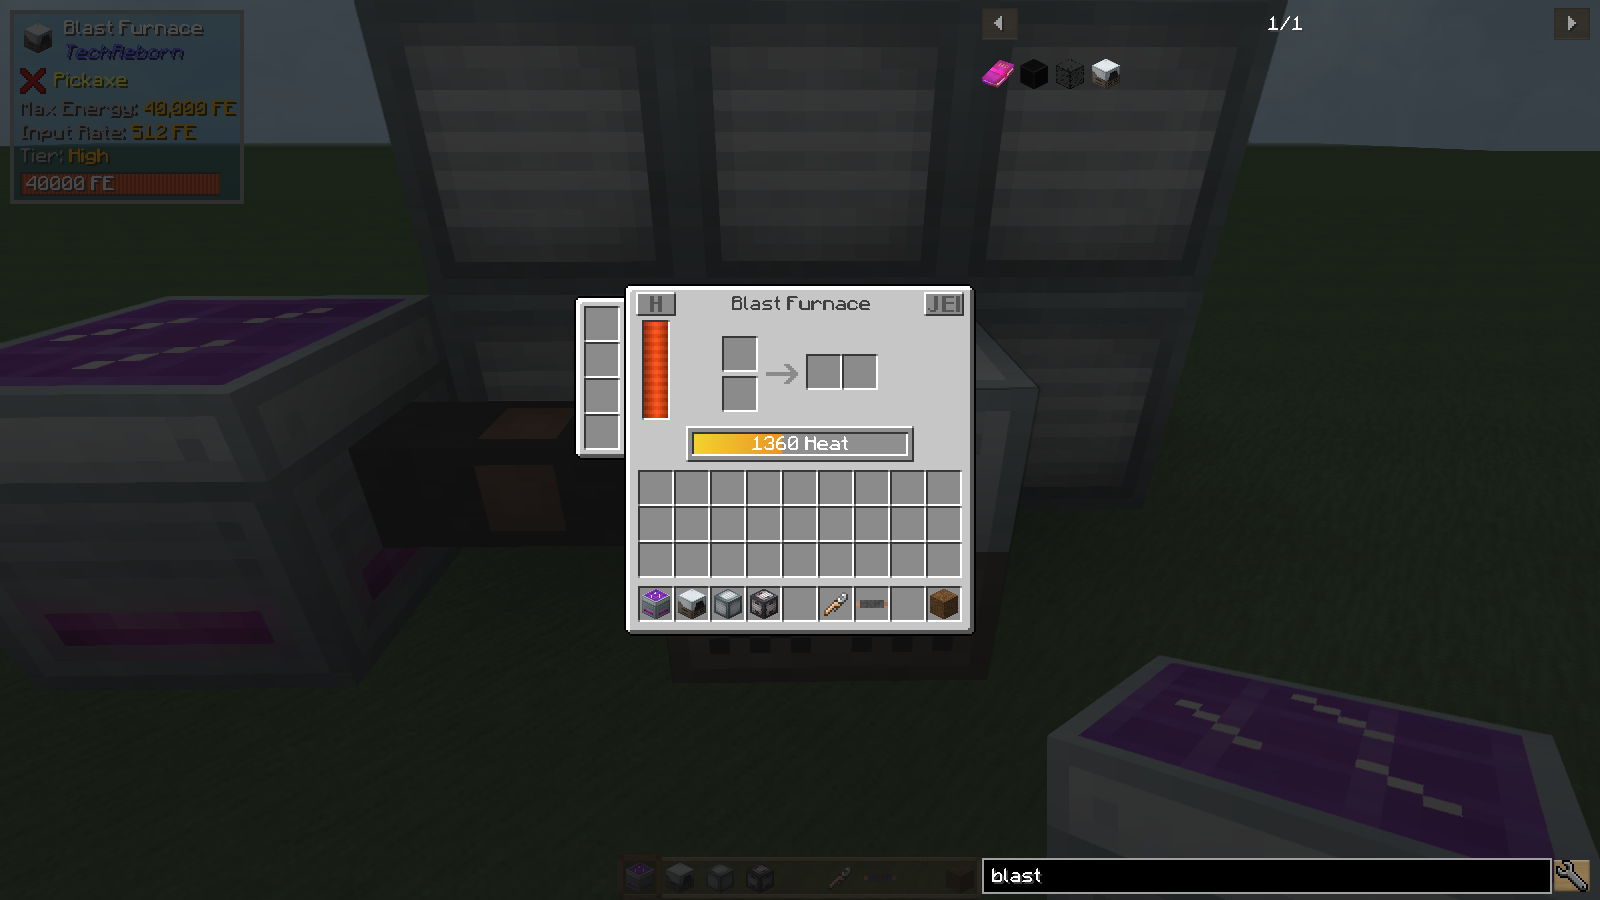 Blast Furnace
TechReborn
Pickaxe
Max Energy: 40,000 FE
Input Rate: 512 FE
Tier: High
40000 FE
1/1
H
Blast Furnace
JEI
1360 Heat
blast